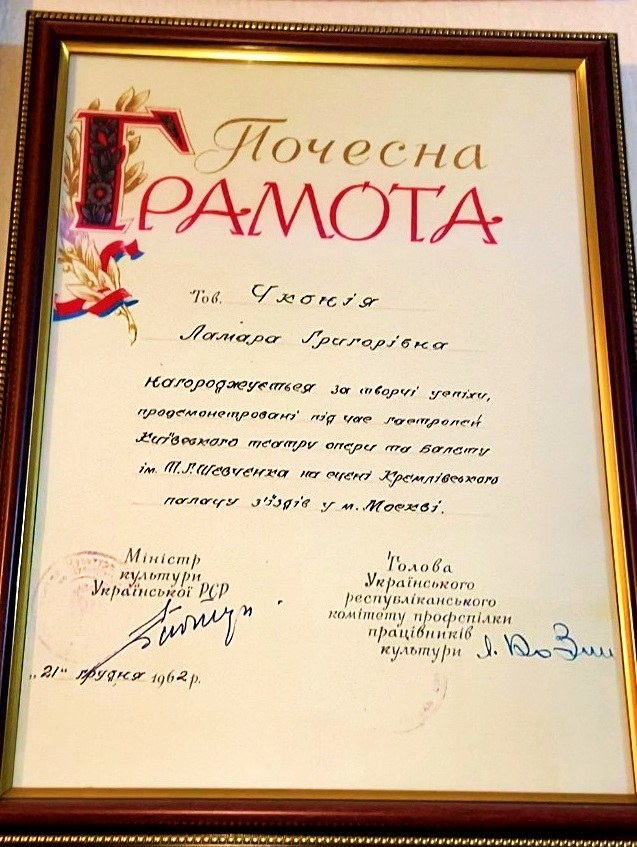 Почесна
Грамота
Тов. Чконія
Ламара Григорівна
нагороджується за творчі успіхи,
продемонстровані під час гастролей
Київського театру опери та балету
ім. Т.Г. Шевченка на сцені Кремлівського
палацу з'їздів у м. Москві.
Міністр
культури
Української РСР
„21" грудня 1962 р.
Голова
Українського
республіканського
комітету профспілки
працівників
культури